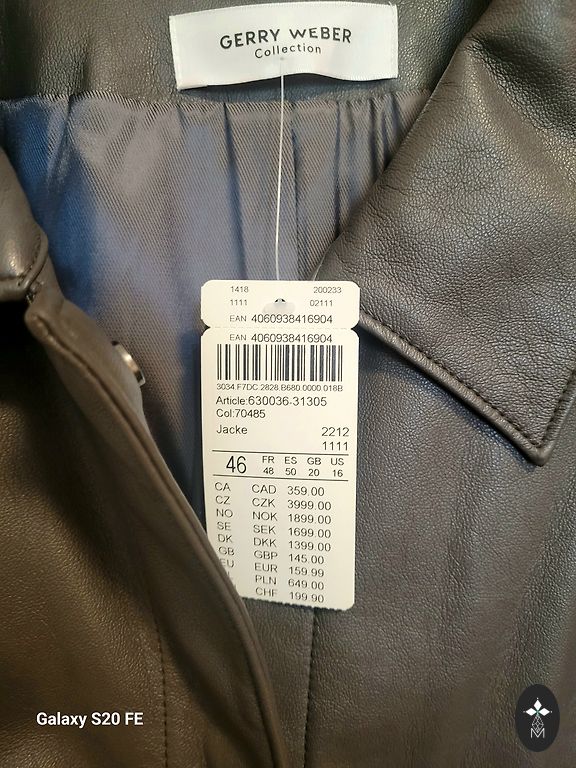 GERRY WEBER
Collection
1418 200233
1111 02111
EAN 4060938416904
EAN 4060938416904
3034.F7DC.2828.B680.0000.018B
Article:630036-31305
Col:70485
Jacke 2212
1111
46 FR ES GB US
48 50 20 16
CA CAD 359.00
CZ CZK 3999.00
NO NOK 1899.00
SE SEK 1699.00
DK DKK 1399.00
GB GBP 145.00
EU EUR 159.99
PLN 649.00
CHF 199.90
Galaxy S20 FE
M